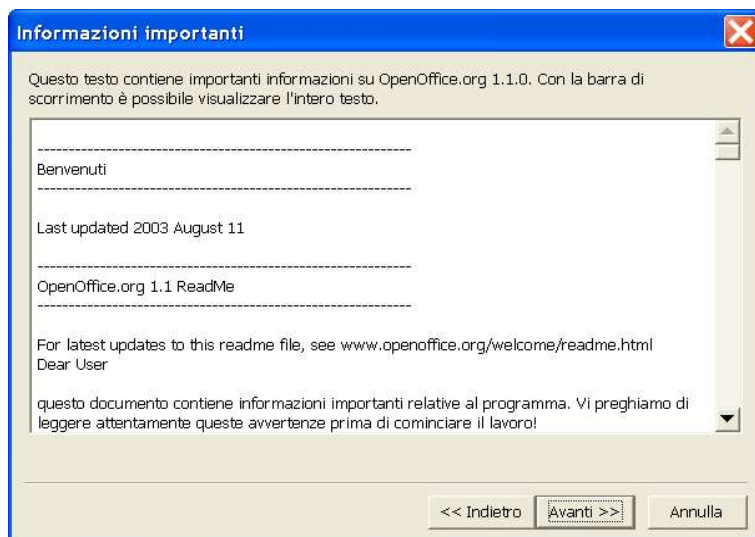 Informazioni importanti
Questo testo contiene importanti informazioni su OpenOffice.org 1.1.0. Con la barra di
scorrimento è possibile visualizzare l'intero testo.
------------------------------------------------------------
Benvenuti
------------------------------------------------------------
Last updated 2003 August 11
------------------------------------------------------------
OpenOffice.org 1.1 ReadMe
------------------------------------------------------------
For latest updates to this readme file, see www.openoffice.org/welcome/readme.html
Dear User
questo documento contiene informazioni importanti relative al programma. Vi preghiamo di
leggere attentamente queste avvertenze prima di cominciare il lavoro!
<< Indietro Avanti >> Annulla